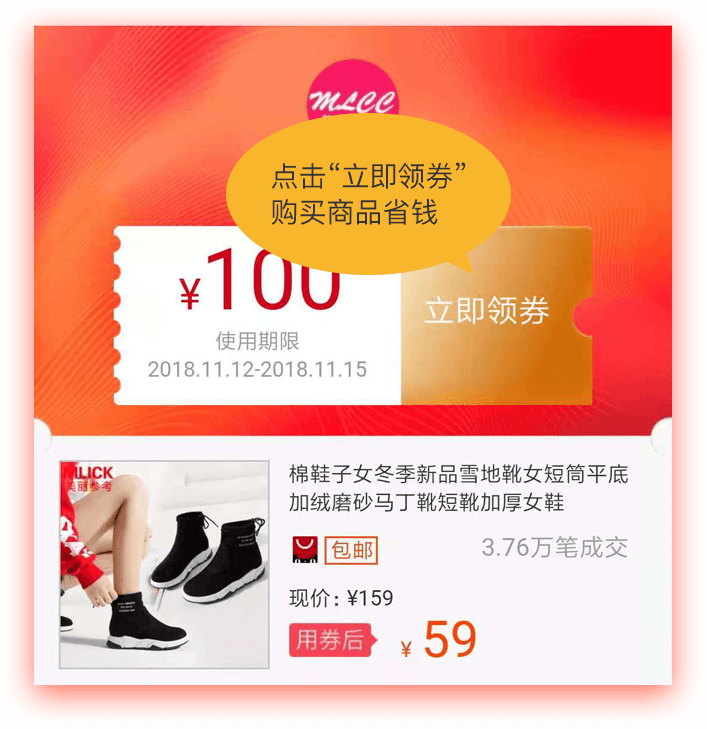 MLCC
点击“立即领券”
购买商品省钱
¥100
立即领券
使用期限
2018.11.12-2018.11.15
MLICK
美丽参考
棉鞋子女冬季新品雪地靴女短筒平底
加绒磨砂马丁靴短靴加厚女鞋
包邮
3.76万笔成交
现价：¥159
用券后
¥ 59